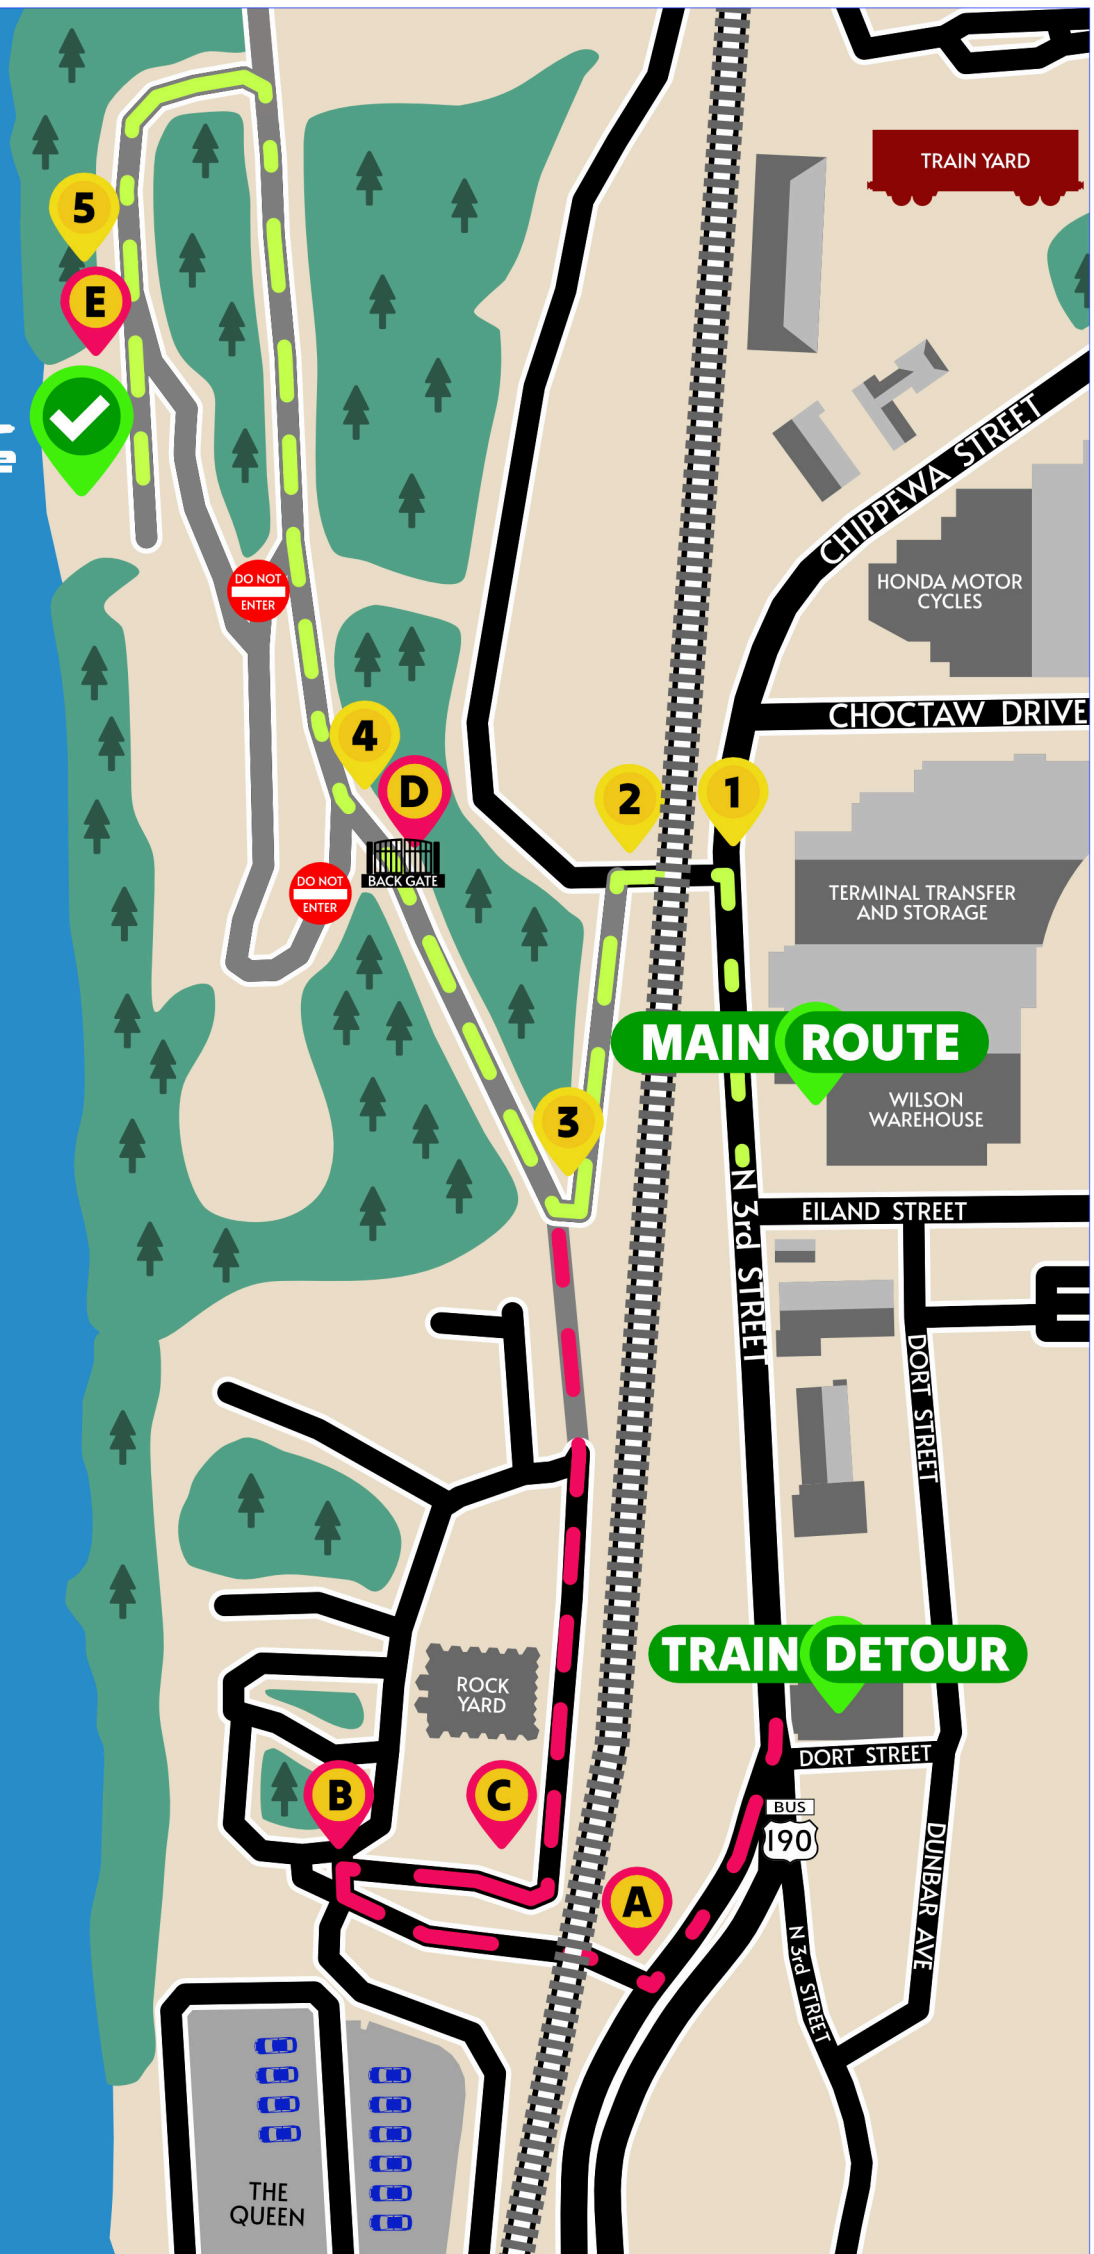 TRAIN YARD
5
E
CHIPPEWA STREET
HONDA MOTOR
CYCLES
DO NOT
ENTER
CHOCTAW DRIVE
4
D
2
1
BACK GATE
DO NOT
ENTER
TERMINAL TRANSFER
AND STORAGE
MAIN ROUTE
WILSON
WAREHOUSE
3
N 3rd STREET
EILAND STREET
DORT STREET
TRAIN DETOUR
ROCK
YARD
DORT STREET
B
C
BUS
190
DUNBAR AVE
A
N 3rd STREET
THE
QUEEN